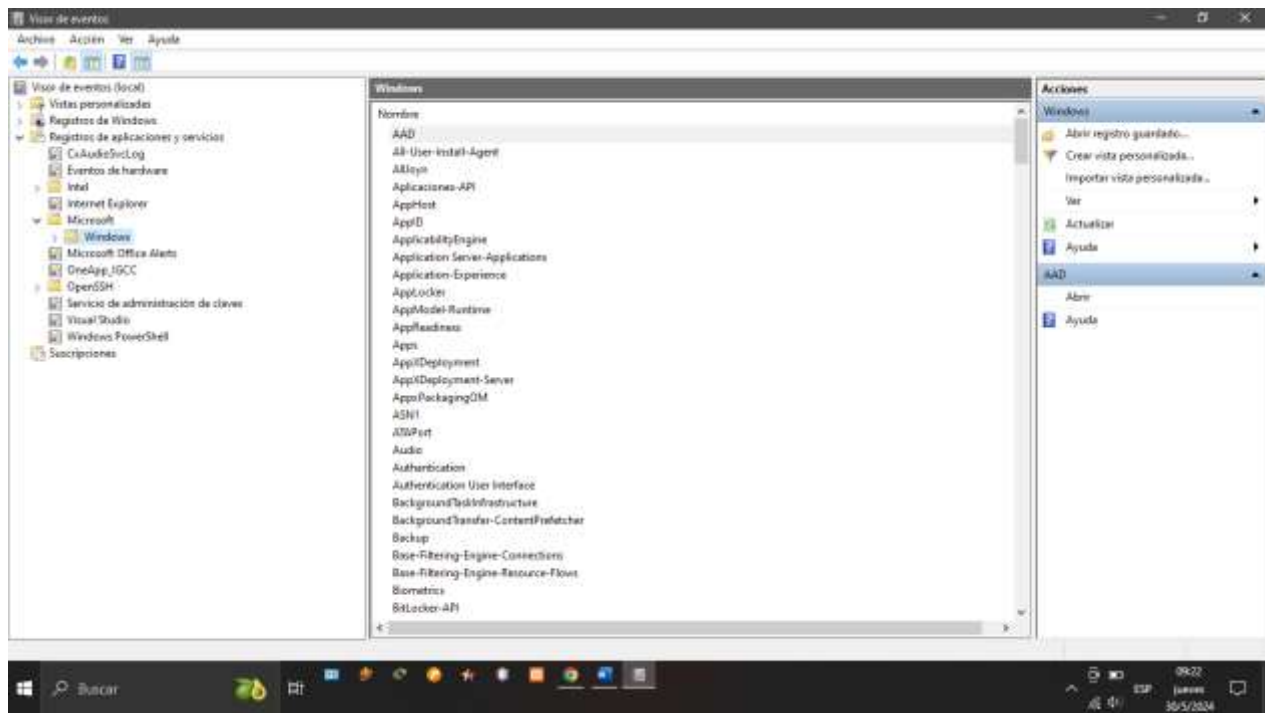 Visor de eventos
Archivo Acción Ver Ayuda
Visor de eventos (local)
Vistas personalizadas
Registros de Windows
Registros de aplicaciones y servicios
CxAudioSvcLog
Eventos de hardware
Intel
Internet Explorer
Microsoft
Windows
Microsoft Office Alerts
OneApp_IGCC
OpenSSH
Servicio de administración de claves
Visual Studio
Windows PowerShell
Suscripciones
Windows
Nombre
AAD
All-User-Install-Agent
AllJoyn
Aplicaciones-API
AppHost
AppID
ApplicabilityEngine
Application Server-Applications
Application-Experience
AppLocker
AppModel-Runtime
AppReadiness
Apps
AppXDeployment
AppXDeployment-Server
AppxPackagingOM
ASN1
ATAPort
Audio
Authentication
Authentication User Interface
BackgroundTaskInfrastructure
BackgroundTransfer-ContentPrefetcher
Backup
Base-Filtering-Engine-Connections
Base-Filtering-Engine-Resource-Flows
Biometrics
BitLocker-API
Acciones
Windows
Abrir registro guardado...
Crear vista personalizada...
Importar vista personalizada...
Ver
Actualizar
Ayuda
AAD
Abrir
Ayuda
Buscar
ESP
09:22
jueves
30/5/2024